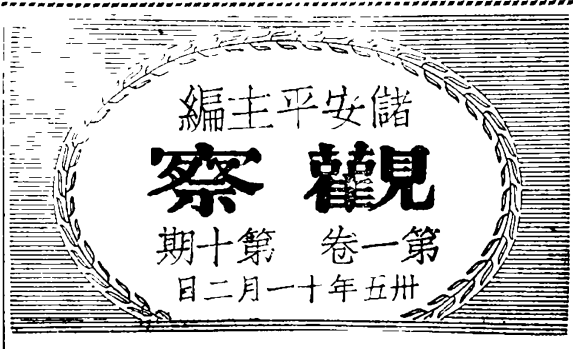 儲安平主編
觀察
第一卷 第十期
卅五年十一月二日